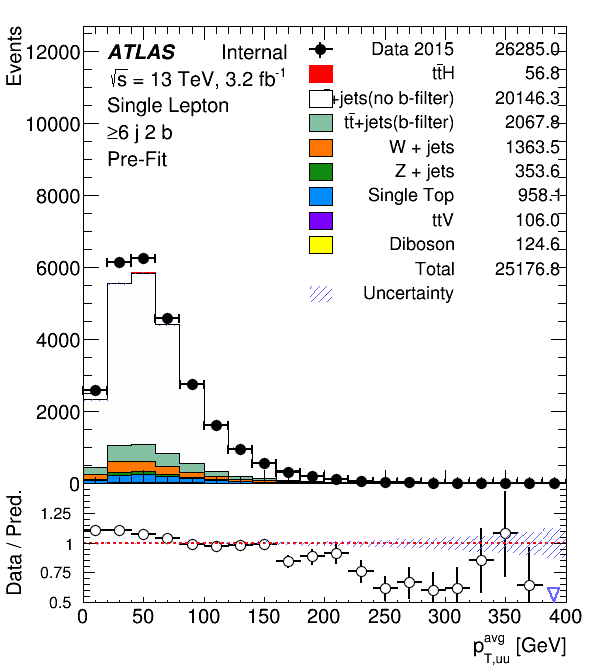 Events
12000
10000
8000
6000
4000
2000
0
ATLAS Internal
√s = 13 TeV, 3.2 fb⁻¹
Single Lepton
≥6 j 2 b
Pre-Fit
Data 2015 26285.0
tt̄H 56.8
+jets(no b-filter) 20146.3
tt̄+jets(b-filter) 2067.8
W + jets 1363.5
Z + jets 353.6
Single Top 958.1
ttV 106.0
Diboson 124.6
Total 25176.8
Uncertainty
Data / Pred.
1.25
1
0.75
0.5
0 50 100 150 200 250 300 350 400
p_{T,uu}^{avg} [GeV]